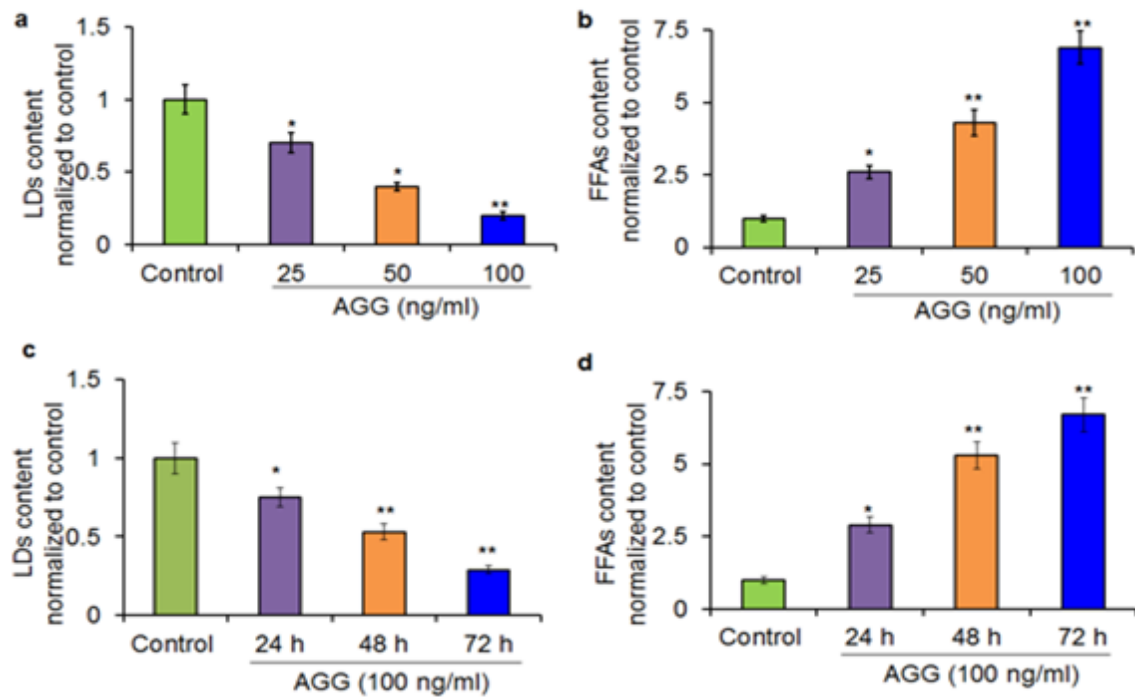 a
LDs content
normalized to control
1.5
1
0.5
0
*
*
**
Control 25 50 100
AGG (ng/ml)
b
FFAs content
normalized to control
7.5
5
2.5
0
*
**
**
Control 25 50 100
AGG (ng/ml)
c
LDs content
normalized to control
1.5
1
0.5
0
*
**
**
Control 24 h 48 h 72 h
AGG (100 ng/ml)
d
FFAs content
normalized to control
7.5
5
2.5
0
*
**
**
Control 24 h 48 h 72 h
AGG (100 ng/ml)